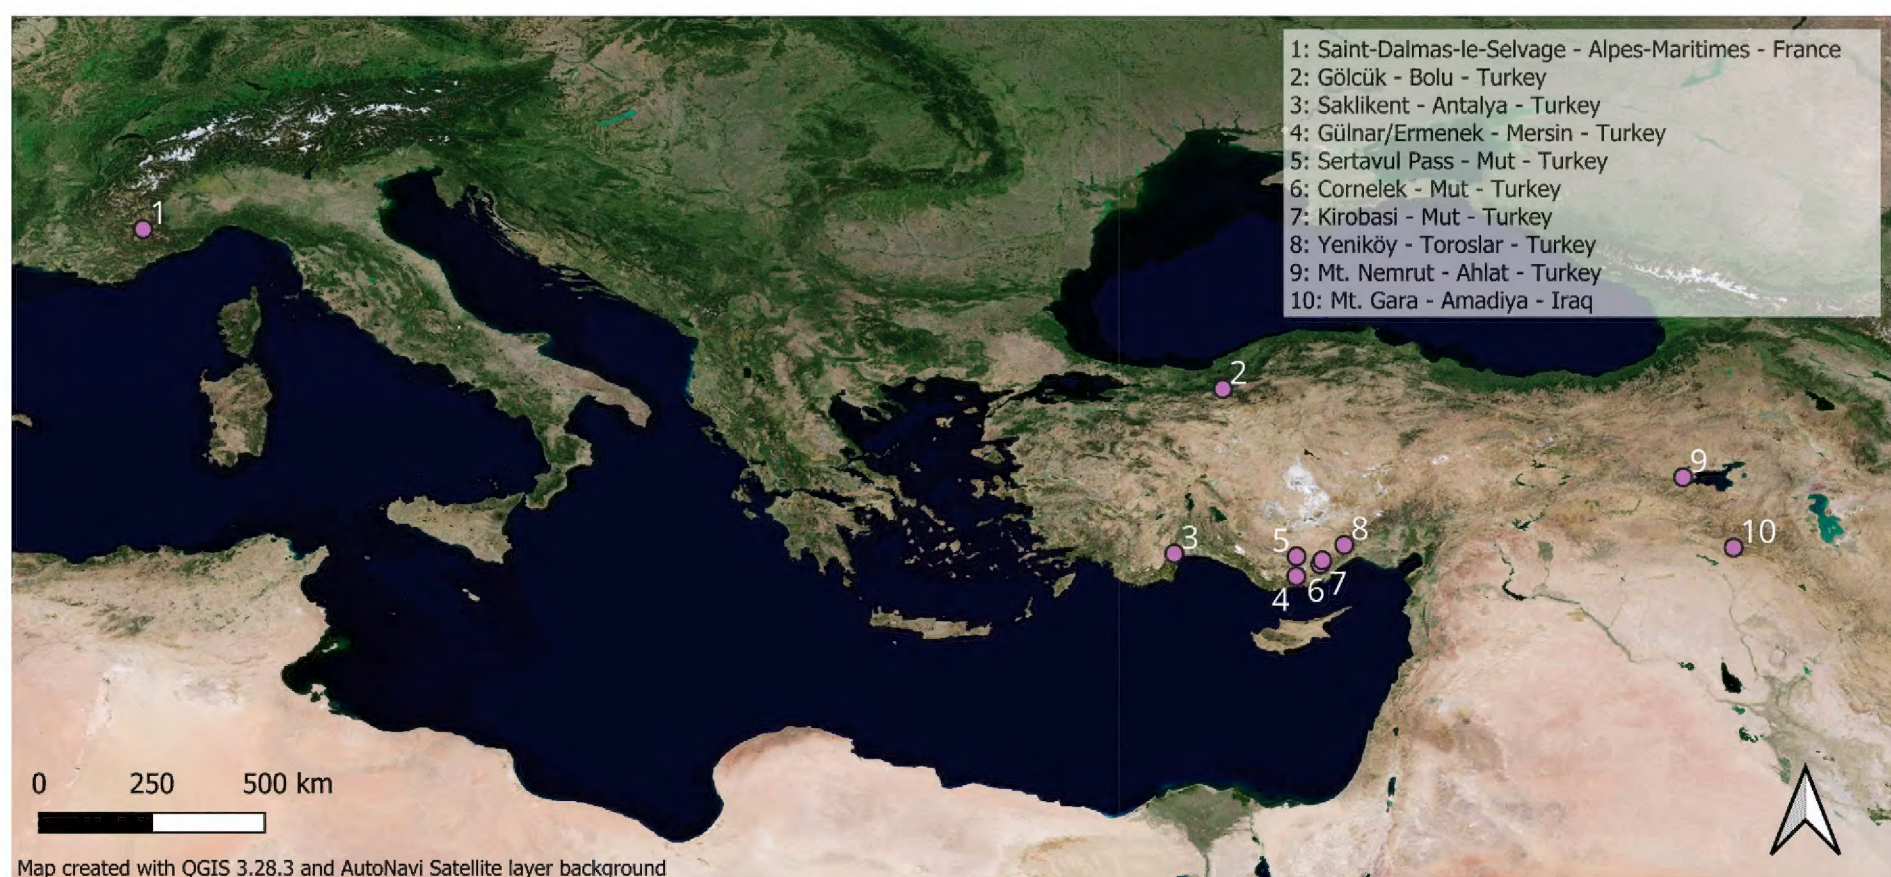 1: Saint-Dalmas-le-Selvage - Alpes-Maritimes - France
2: Gölcük - Bolu - Turkey
3: Saklikent - Antalya - Turkey
4: Gülnar/Ermenek - Mersin - Turkey
5: Sertavul Pass - Mut - Turkey
6: Cornelek - Mut - Turkey
7: Kirobasi - Mut - Turkey
8: Yeniköy - Toroslar - Turkey
9: Mt. Nemrut - Ahlat - Turkey
10: Mt. Gara - Amadiya - Iraq
1
2
9
3
5
8
10
4
6
7
0 250 500 km
Map created with QGIS 3.28.3 and AutoNavi Satellite layer background